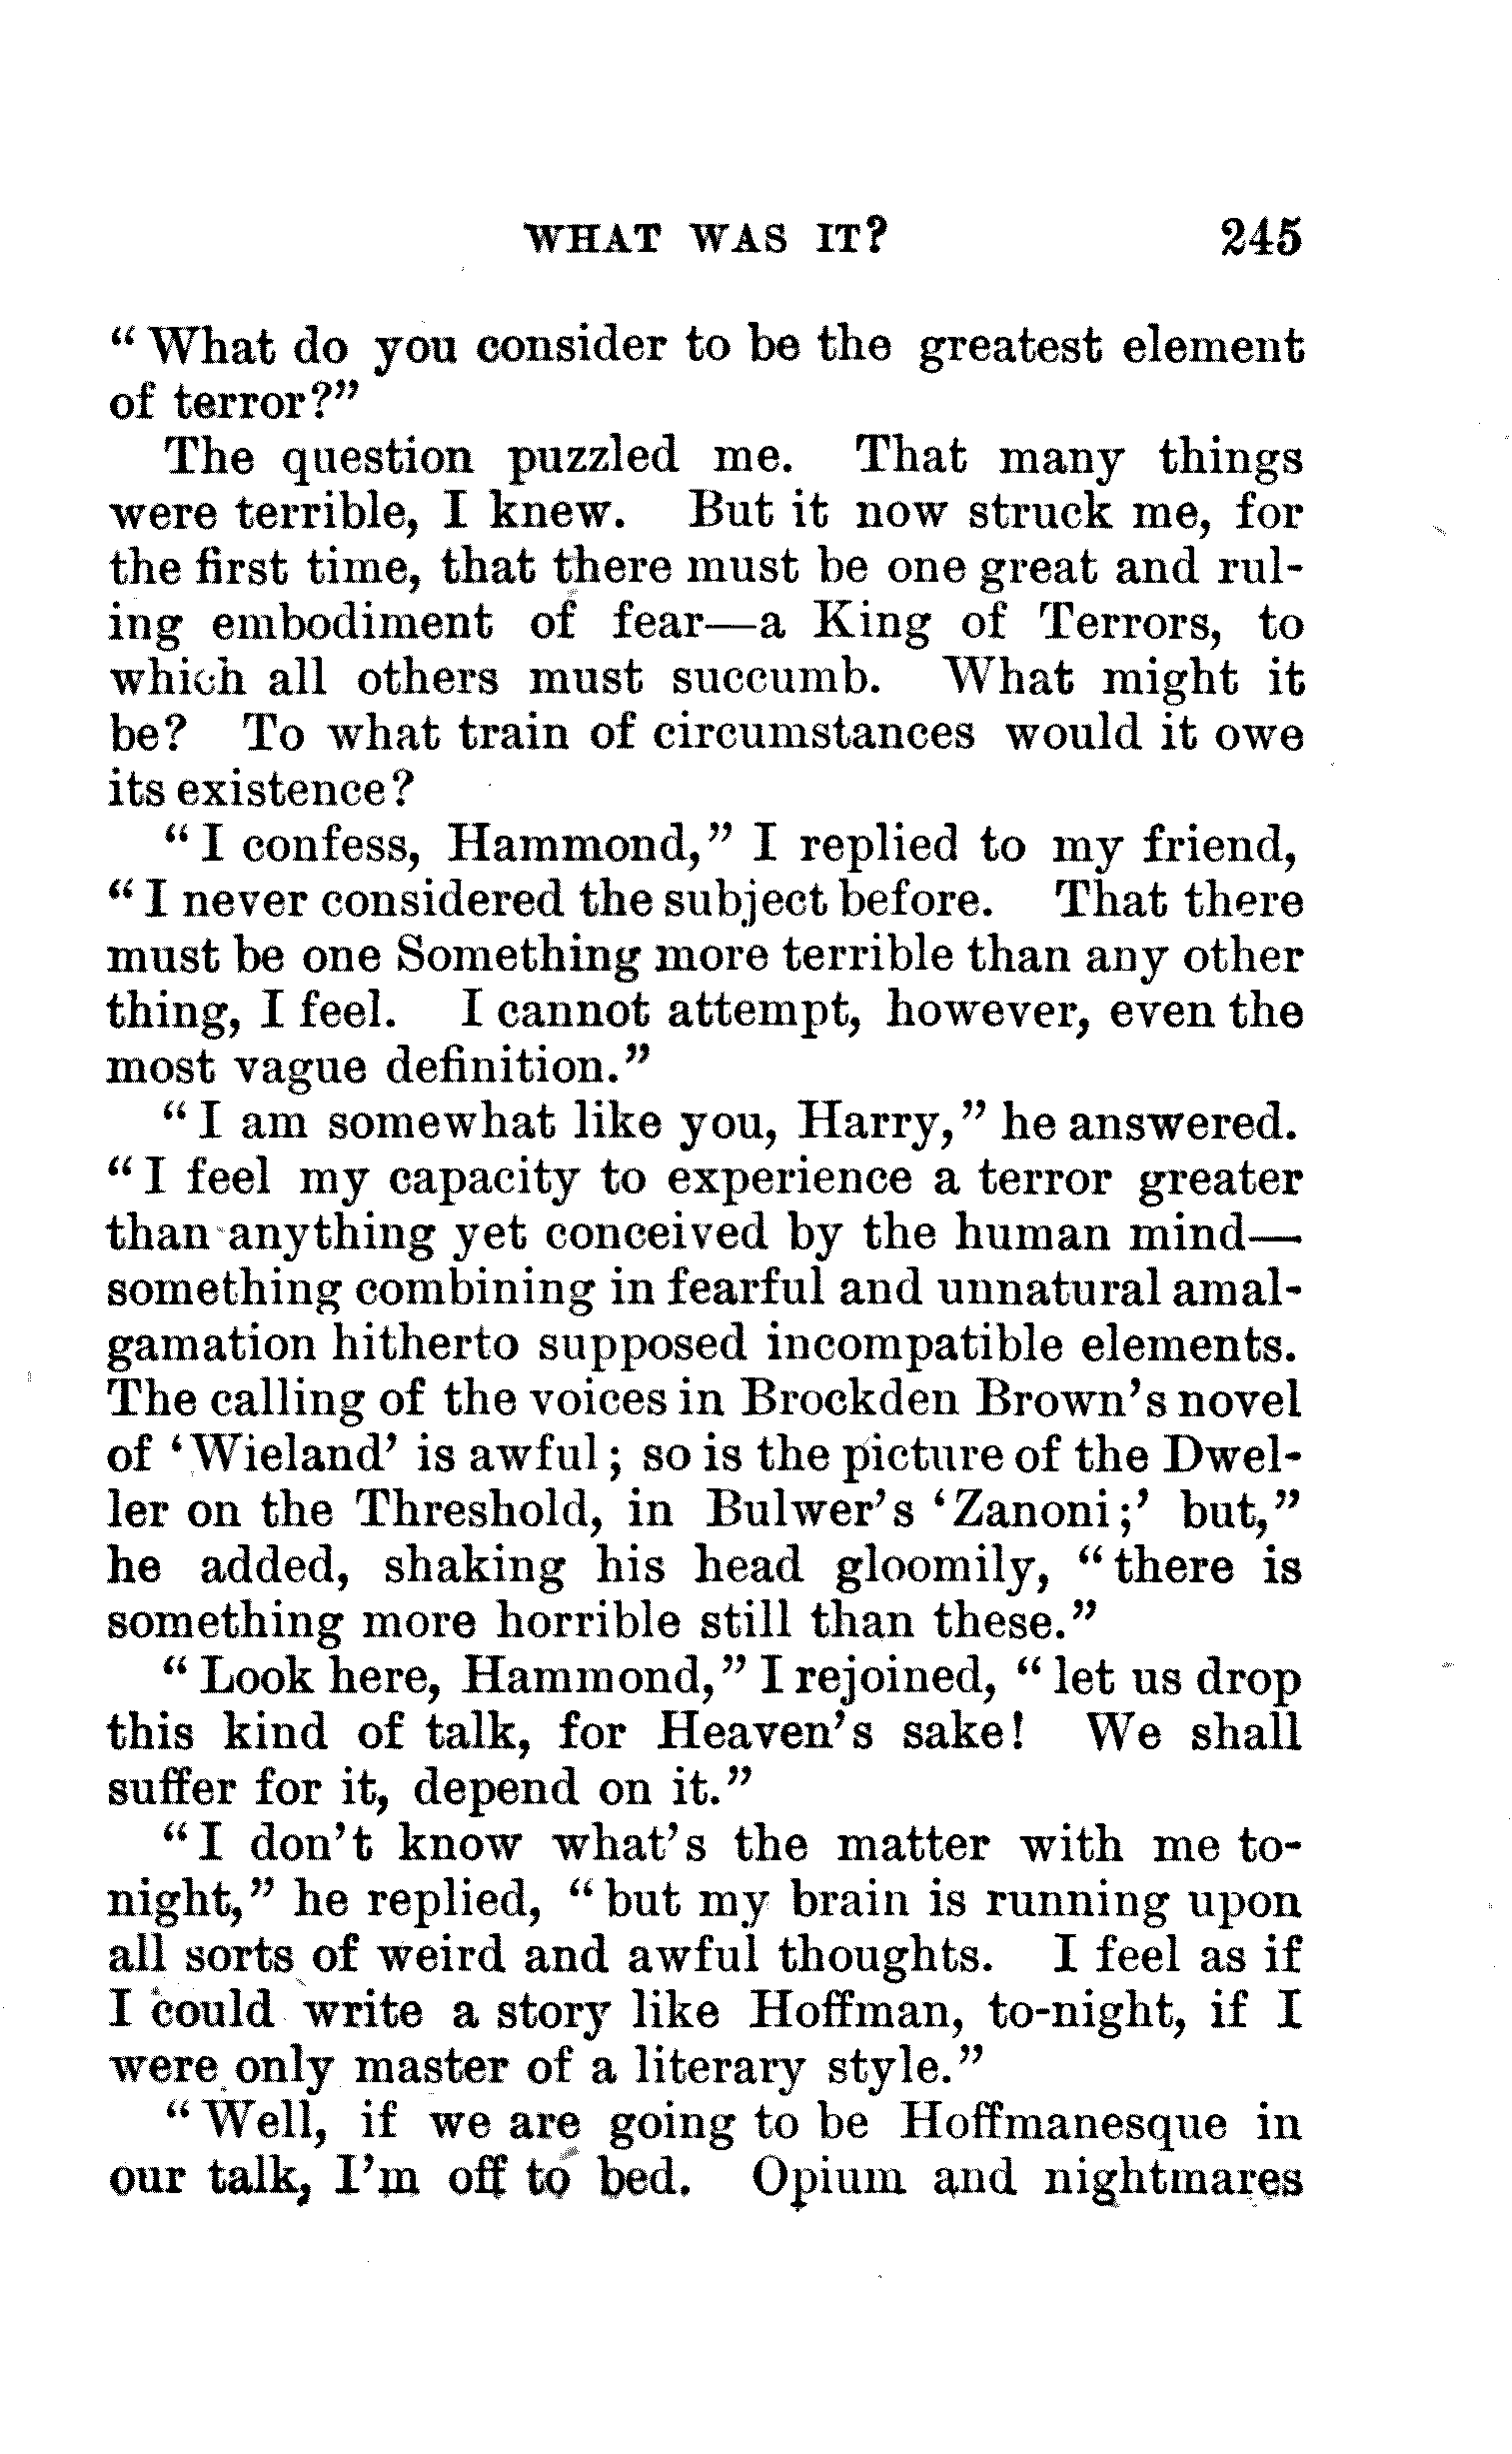 WHAT WAS IT? 245
“What do you consider to be the greatest element
of terror?”
The question puzzled me. That many things
were terrible, I knew. But it now struck me, for
the first time, that there must be one great and rul-
ing embodiment of fear—a King of Terrors, to
which all others must succumb. What might it
be? To what train of circumstances would it owe
its existence?
“I confess, Hammond,” I replied to my friend,
“I never considered the subject before. That there
must be one Something more terrible than any other
thing, I feel. I cannot attempt, however, even the
most vague definition.”
“I am somewhat like you, Harry,” he answered.
“I feel my capacity to experience a terror greater
than anything yet conceived by the human mind—
something combining in fearful and unnatural amal-
gamation hitherto supposed incompatible elements.
The calling of the voices in Brockden Brown’s novel
of ‘Wieland’ is awful; so is the picture of the Dwel-
ler on the Threshold, in Bulwer’s ‘Zanoni;’ but,”
he added, shaking his head gloomily, “there is
something more horrible still than these.”
“Look here, Hammond,” I rejoined, “let us drop
this kind of talk, for Heaven’s sake! We shall
suffer for it, depend on it.”
“I don’t know what’s the matter with me to-
night,” he replied, “but my brain is running upon
all sorts of weird and awful thoughts. I feel as if
I could write a story like Hoffman, to-night, if I
were only master of a literary style.”
“Well, if we are going to be Hoffmanesque in
our talk, I’m off to bed. Opium and nightmares